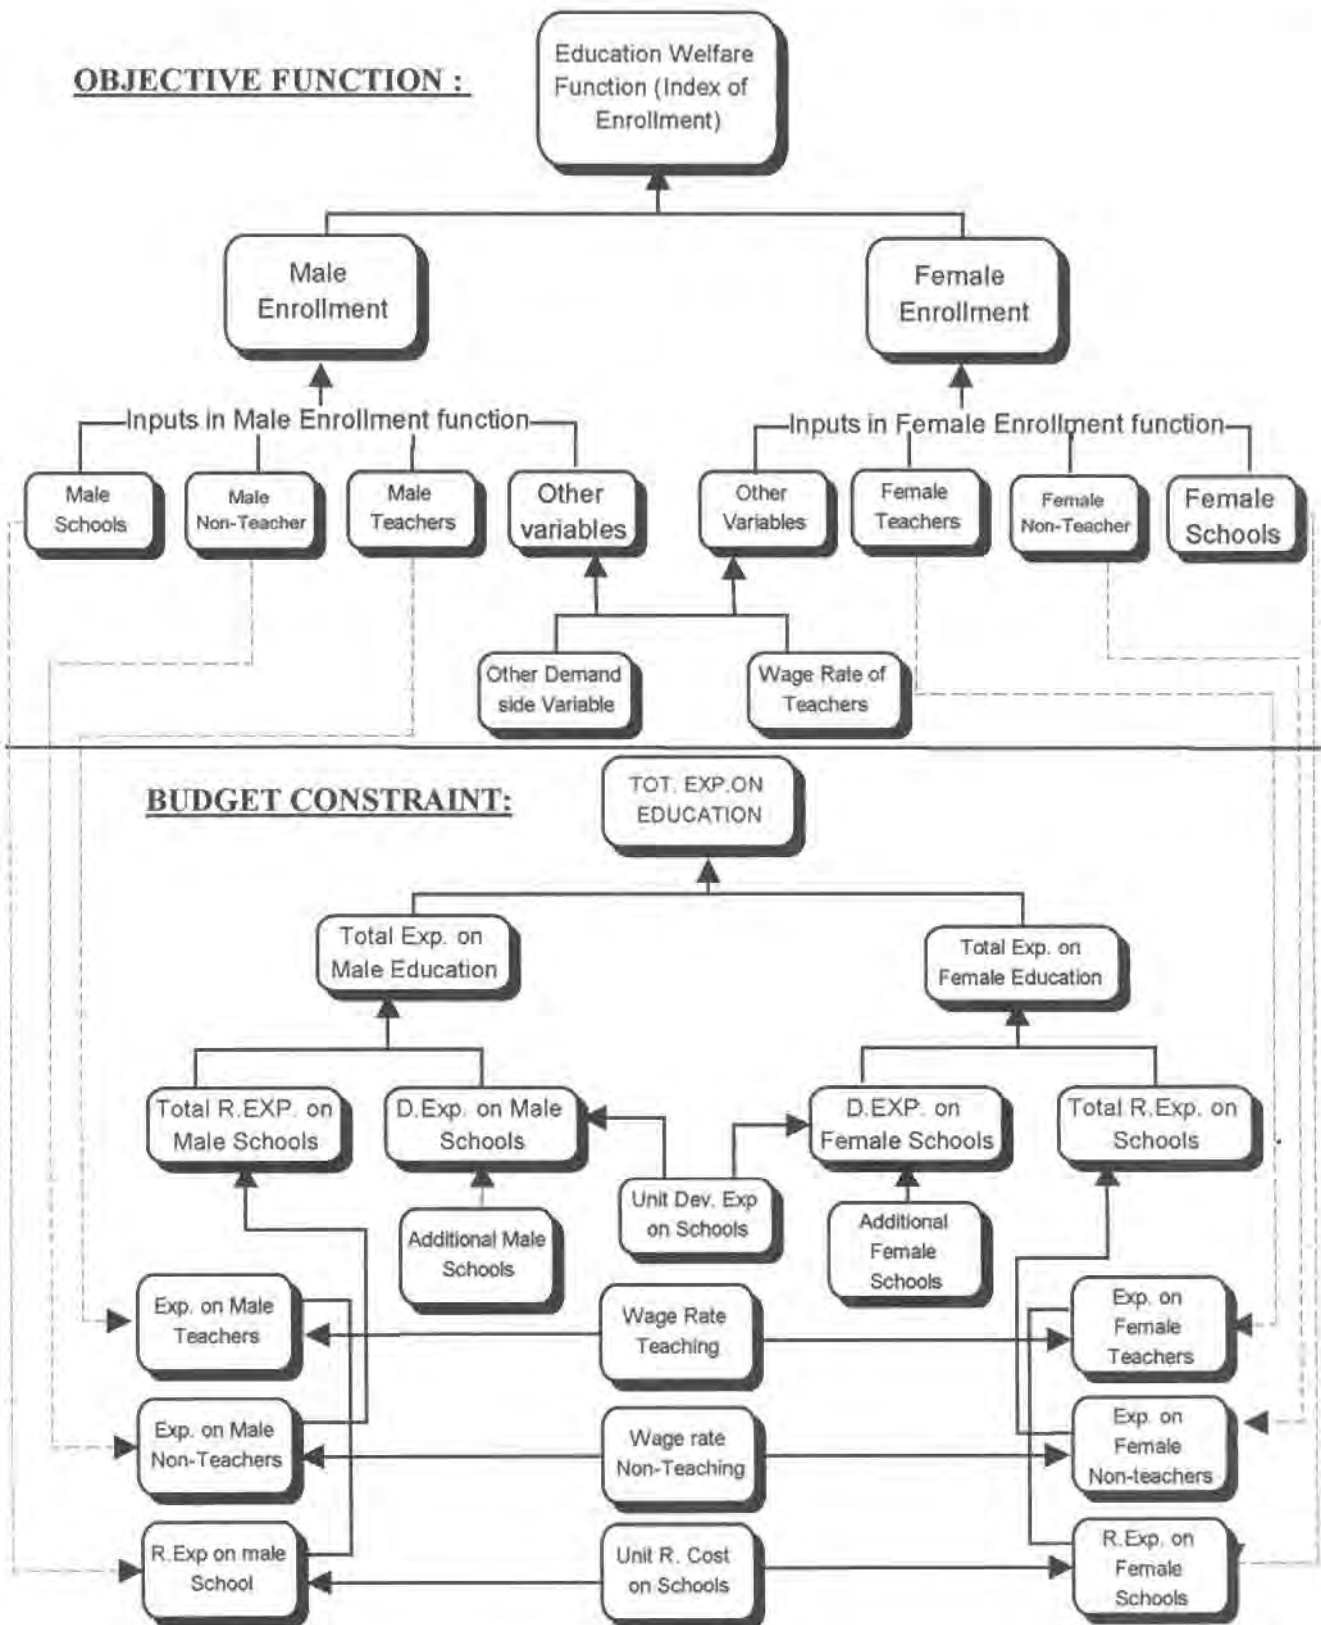 OBJECTIVE FUNCTION :
Education Welfare
Function (Index of
Enrollment)
Male
Enrollment
Female
Enrollment
Inputs in Male Enrollment function
Inputs in Female Enrollment function
Male
Schools
Male
Non-Teacher
Male
Teachers
Other
variables
Other
Variables
Female
Teachers
Female
Non-Teacher
Female
Schools
Other Demand
side Variable
Wage Rate of
Teachers
BUDGET CONSTRAINT:
TOT. EXP.ON
EDUCATION
Total Exp. on
Male Education
Total Exp. on
Female Education
Total R.EXP. on
Male Schools
D.Exp. on Male
Schools
D.EXP. on
Female Schools
Total R.Exp. on
Schools
Additional Male
Schools
Unit Dev. Exp
on Schools
Additional
Female
Schools
Exp. on Male
Teachers
Wage Rate
Teaching
Exp. on
Female
Teachers
Exp. on Male
Non-Teachers
Wage rate
Non-Teaching
Exp. on
Female
Non-teachers
R.Exp on male
School
Unit R. Cost
on Schools
R.Exp. on
Female
Schools